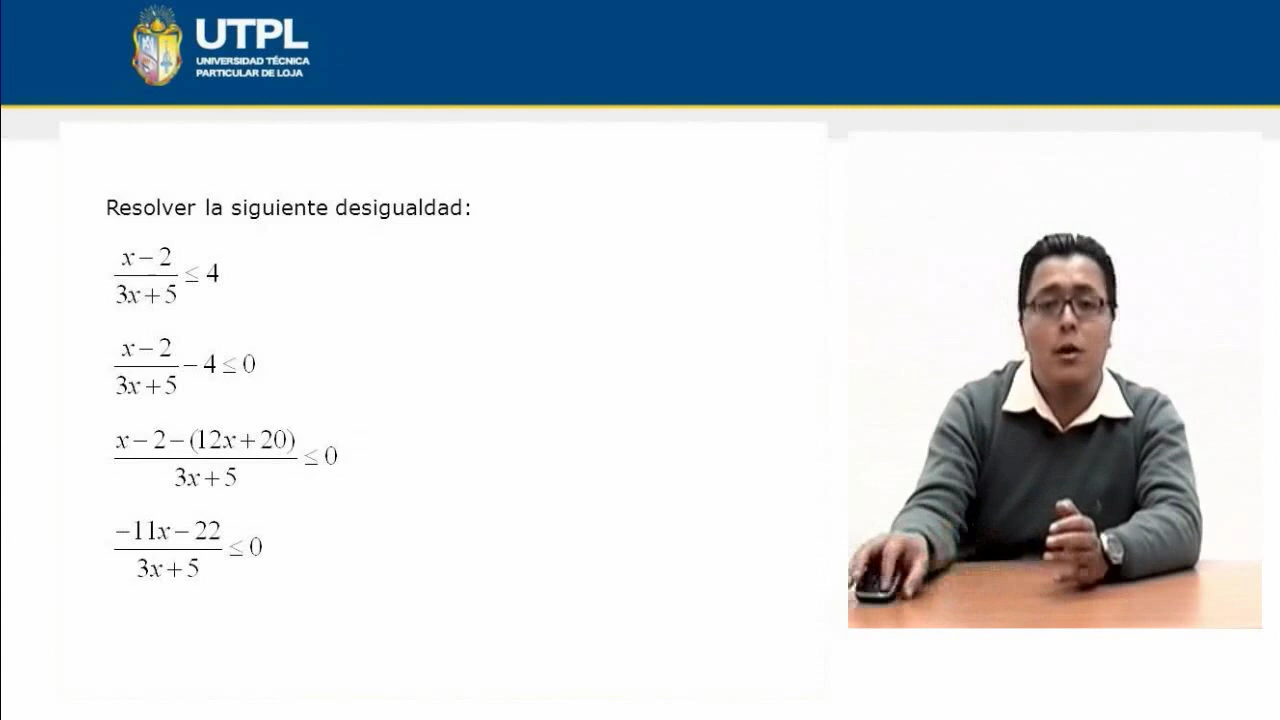 UTPL
UNIVERSIDAD TÉCNICA
PARTICULAR DE LOJA
Resolver la siguiente desigualdad:
x − 2
3x + 5
≤ 4
x − 2
3x + 5
− 4 ≤ 0
x − 2 − (12x + 20)
3x + 5
≤ 0
−11x − 22
3x + 5
≤ 0